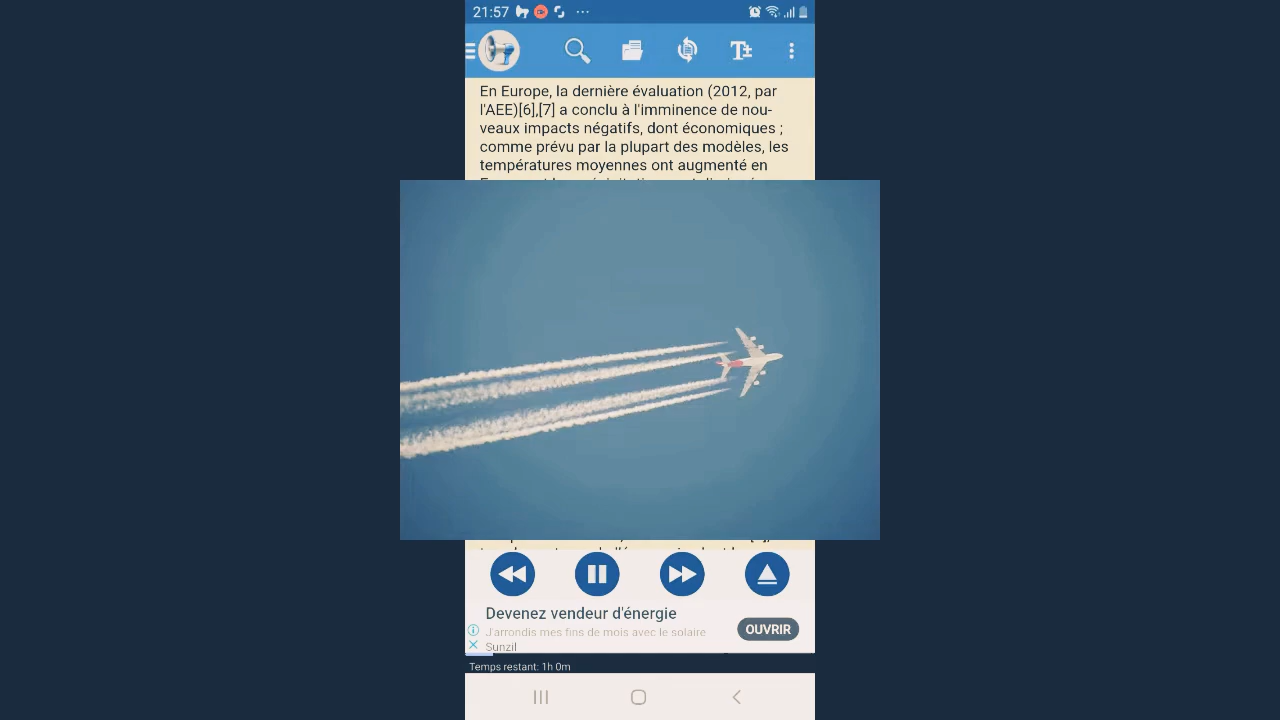 21:57
En Europe, la dernière évaluation (2012, par
l'AEE)[6],[7] a conclu à l'imminence de nou-
veaux impacts négatifs, dont économiques ;
comme prévu par la plupart des modèles, les
températures moyennes ont augmenté en
Devenez vendeur d'énergie
J'arrondis mes fins de mois avec le solaire
Sunzil
OUVRIR
Temps restant: 1h 0m